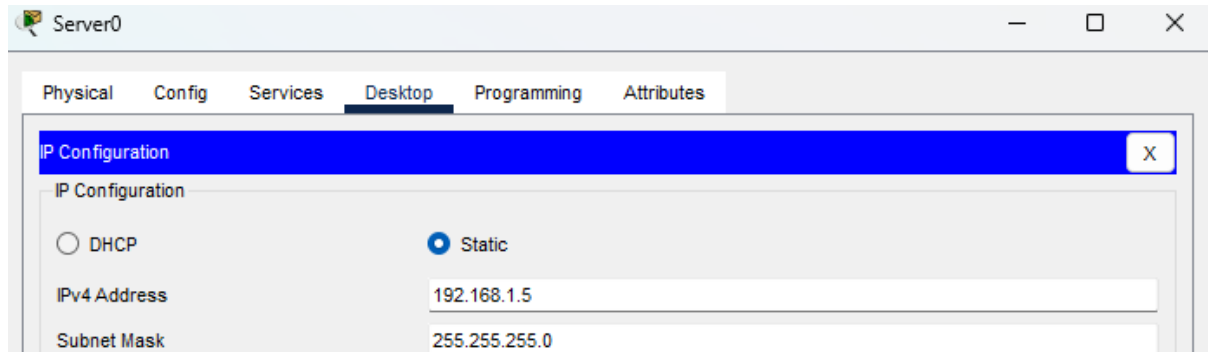 Server0
Physical Config Services Desktop Programming Attributes
IP Configuration X
IP Configuration
DHCP Static
IPv4 Address 192.168.1.5
Subnet Mask 255.255.255.0